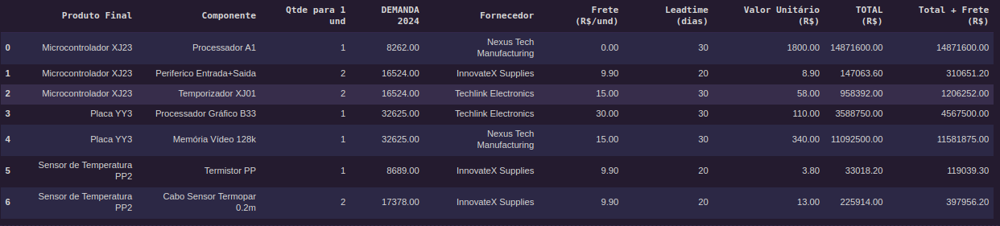 Produto Final Componente Qtde para 1 und DEMANDA 2024 Fornecedor Frete (R$/und) Leadtime (dias) Valor Unitário (R$) TOTAL (R$) Total + Frete (R$)
0 Microcontrolador XJ23 Processador A1 1 8262.00 Nexus Tech Manufacturing 0.00 30 1800.00 14871600.00 14871600.00
1 Microcontrolador XJ23 Periferico Entrada+Saida 2 16524.00 InnovateX Supplies 9.90 20 8.90 147063.60 310651.20
2 Microcontrolador XJ23 Temporizador XJ01 2 16524.00 Techlink Electronics 15.00 30 58.00 958392.00 1206252.00
3 Placa YY3 Processador Gráfico B33 1 32625.00 Techlink Electronics 30.00 30 110.00 3588750.00 4567500.00
4 Placa YY3 Memória Vídeo 128k 1 32625.00 Nexus Tech Manufacturing 15.00 30 340.00 11092500.00 11581875.00
5 Sensor de Temperatura PP2 Termistor PP 1 8689.00 InnovateX Supplies 9.90 20 3.80 33018.20 119039.30
6 Sensor de Temperatura PP2 Cabo Sensor Termopar 0.2m 2 17378.00 InnovateX Supplies 9.90 20 13.00 225914.00 397956.20